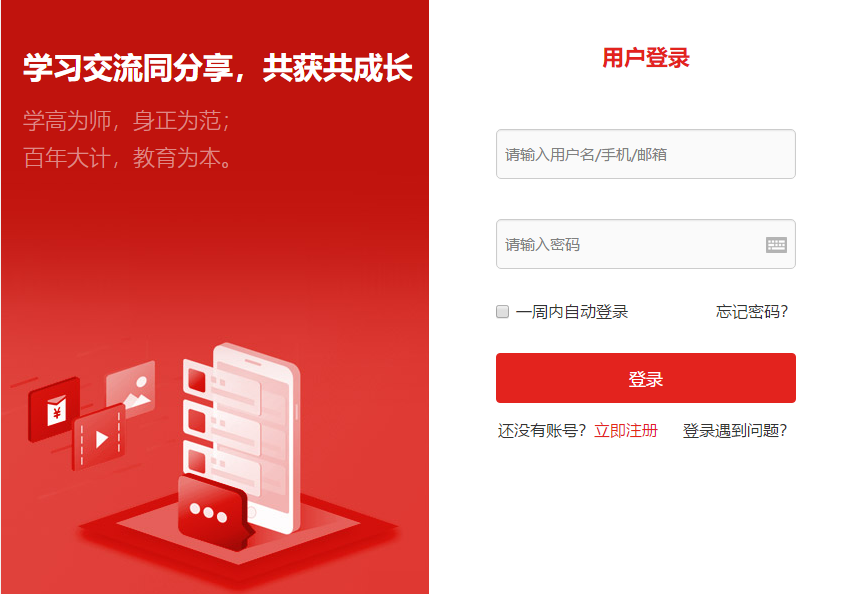 学习交流同分享，共获共成长
学高为师，身正为范；
百年大计，教育为本。
¥
用户登录
请输入用户名/手机/邮箱
请输入密码
一周内自动登录 忘记密码?
登录
还没有账号? 立即注册 登录遇到问题?